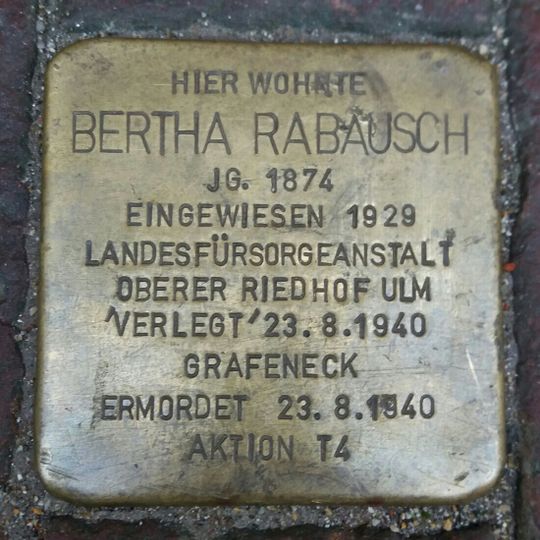 HIER WOHNTE
BERTHA RABAUSCH
JG. 1874
EINGEWIESEN 1929
LANDESFÜRSORGEANSTALT
OBERER RIEDHOF ULM
'VERLEGT' 23.8.1940
GRAFENECK
ERMORDET 23.8.1940
AKTION T4